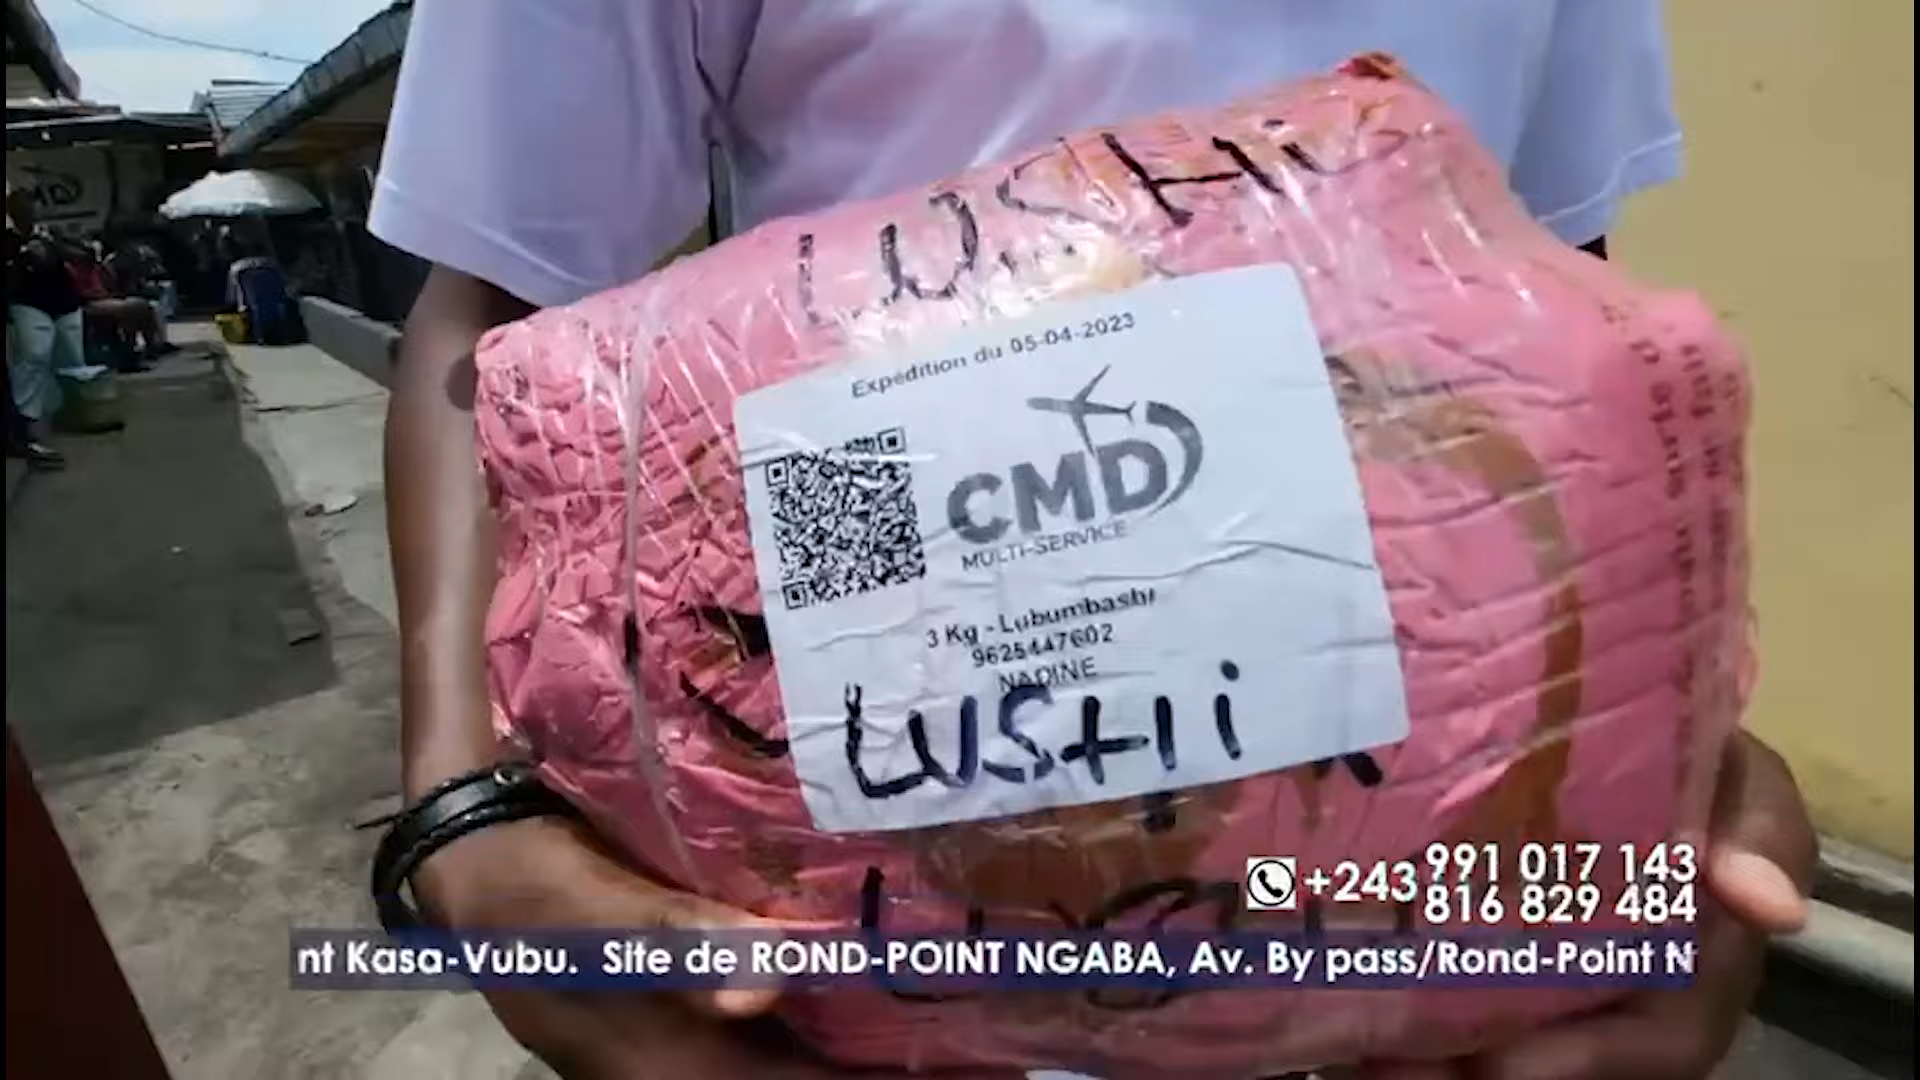 LUSHi
Expédition du 05-04-2023
CMD
MULTI-SERVICE
3 Kg - Lubumbashi
9625447602
NADINE
LUSHi
+243 991 017 143
816 829 484
nt Kasa-Vubu. Site de ROND-POINT NGABA, Av. By pass/Rond-Point N